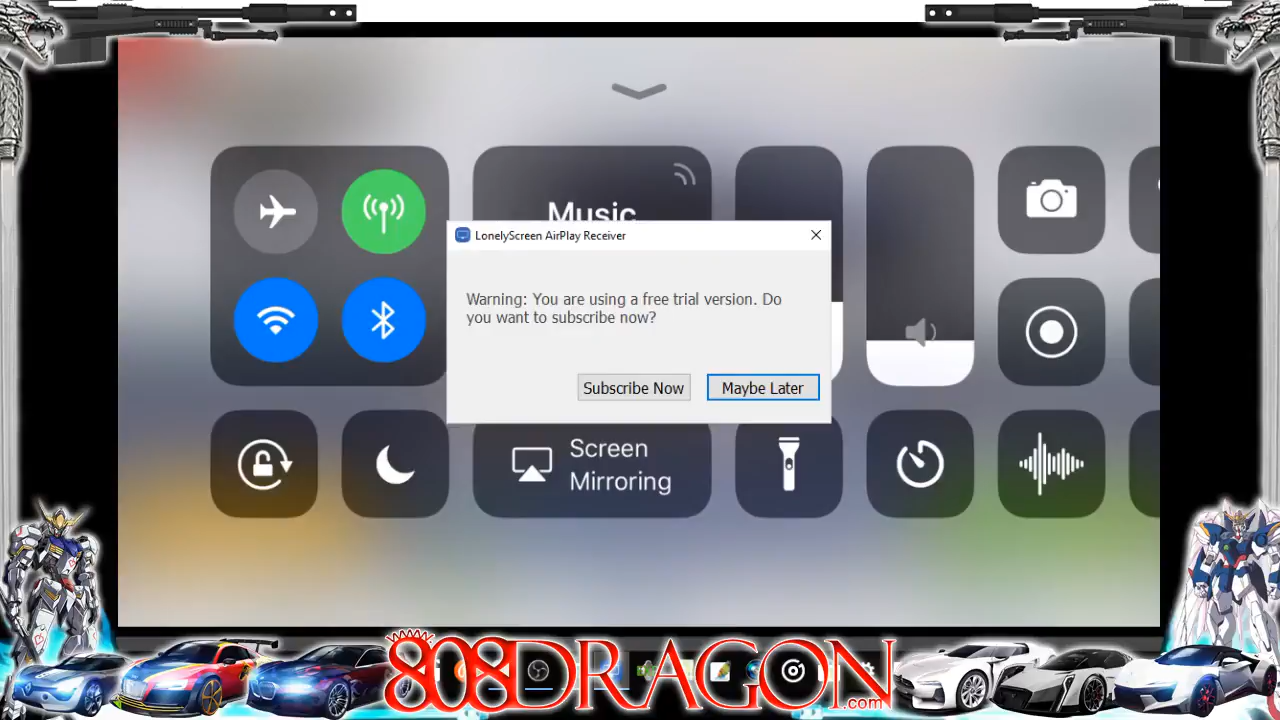 Music
LonelyScreen AirPlay Receiver
Warning: You are using a free trial version. Do
you want to subscribe now?
Subscribe Now
Maybe Later
Screen
Mirroring
808DRAGON
.com